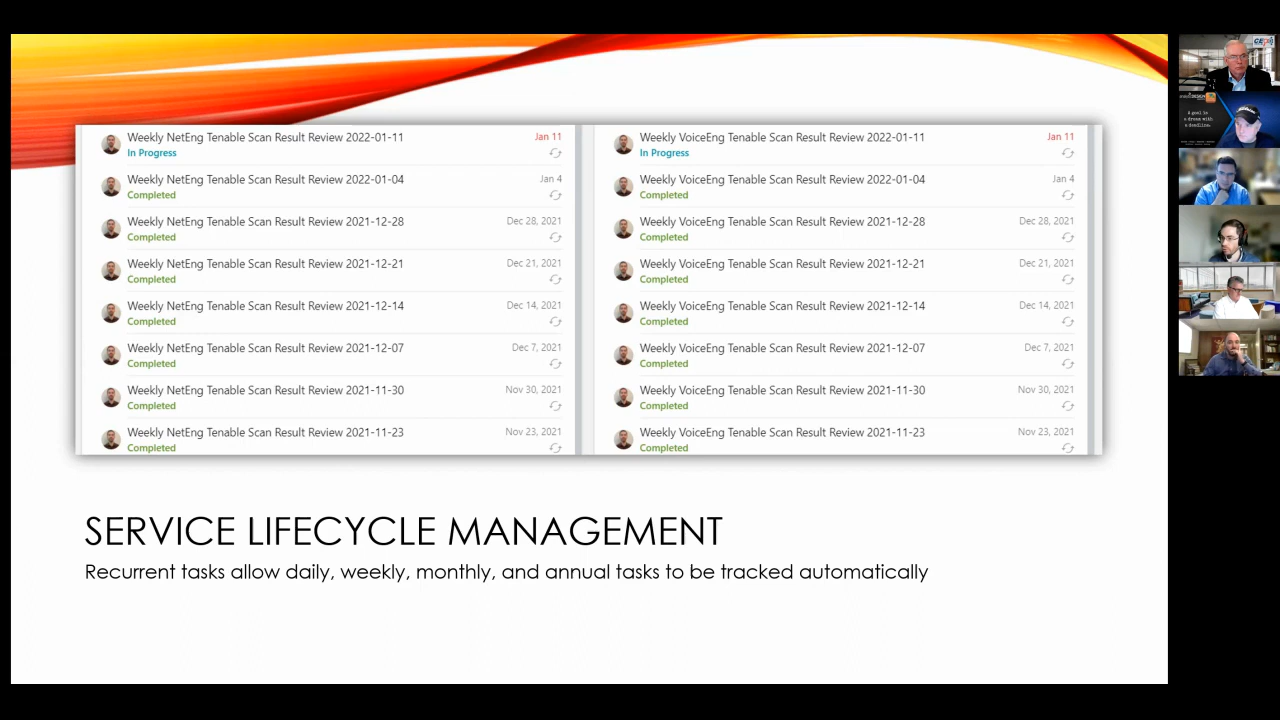 Weekly NetEng Tenable Scan Result Review 2022-01-11 Jan 11
In Progress
Weekly NetEng Tenable Scan Result Review 2022-01-04 Jan 4
Completed
Weekly NetEng Tenable Scan Result Review 2021-12-28 Dec 28, 2021
Completed
Weekly NetEng Tenable Scan Result Review 2021-12-21 Dec 21, 2021
Completed
Weekly NetEng Tenable Scan Result Review 2021-12-14 Dec 14, 2021
Completed
Weekly NetEng Tenable Scan Result Review 2021-12-07 Dec 7, 2021
Completed
Weekly NetEng Tenable Scan Result Review 2021-11-30 Nov 30, 2021
Completed
Weekly NetEng Tenable Scan Result Review 2021-11-23 Nov 23, 2021
Completed
Weekly VoiceEng Tenable Scan Result Review 2022-01-11 Jan 11
In Progress
Weekly VoiceEng Tenable Scan Result Review 2022-01-04 Jan 4
Completed
Weekly VoiceEng Tenable Scan Result Review 2021-12-28 Dec 28, 2021
Completed
Weekly VoiceEng Tenable Scan Result Review 2021-12-21 Dec 21, 2021
Completed
Weekly VoiceEng Tenable Scan Result Review 2021-12-14 Dec 14, 2021
Completed
Weekly VoiceEng Tenable Scan Result Review 2021-12-07 Dec 7, 2021
Completed
Weekly VoiceEng Tenable Scan Result Review 2021-11-30 Nov 30, 2021
Completed
Weekly VoiceEng Tenable Scan Result Review 2021-11-23 Nov 23, 2021
Completed
SERVICE LIFECYCLE MANAGEMENT
Recurrent tasks allow daily, weekly, monthly, and annual tasks to be tracked automatically
A goal is
a dream with
a deadline.